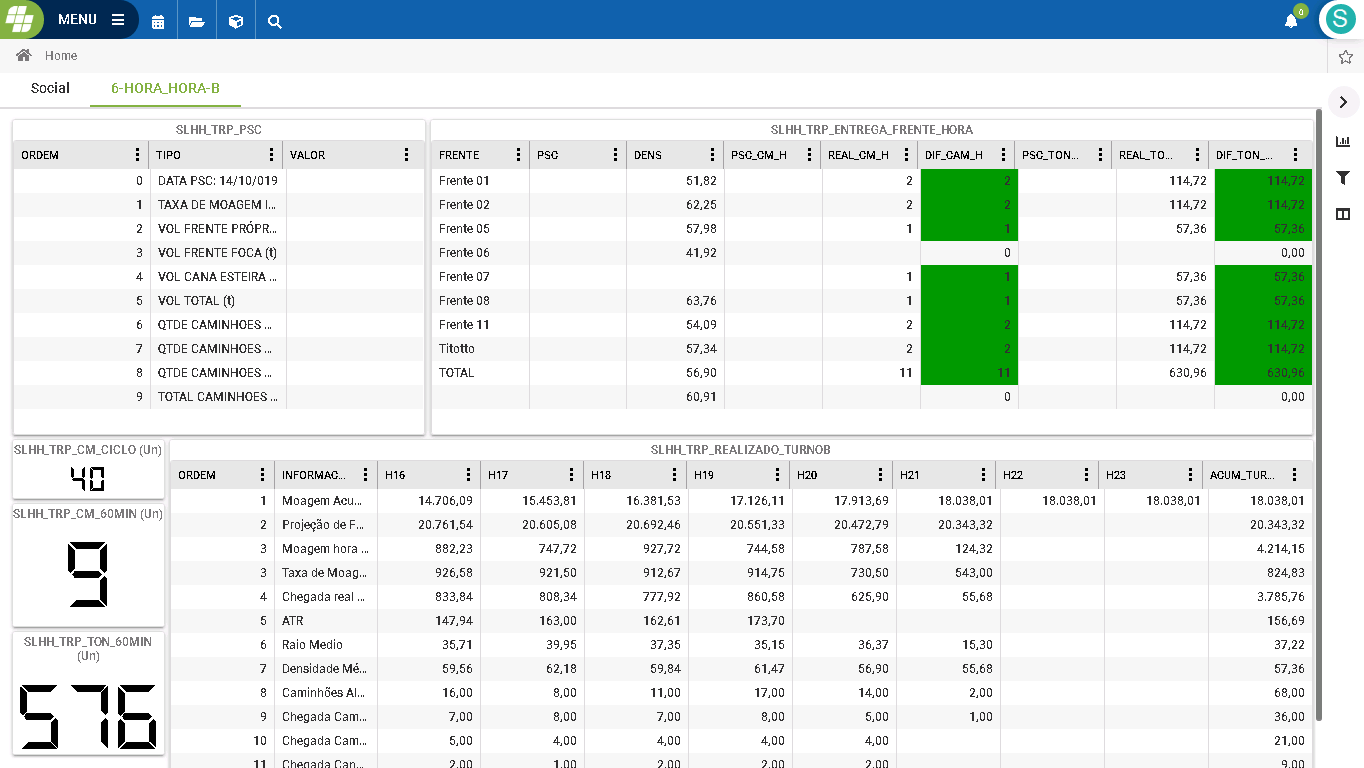 MENU
0
S
Home
Social 6-HORA_HORA-B
SLHH_TRP_PSC
ORDEM TIPO VALOR
0 DATA PSC: 14/10/019
1 TAXA DE MOAGEM I...
2 VOL FRENTE PRÓPR...
3 VOL FRENTE FOCA (t)
4 VOL CANA ESTEIRA ...
5 VOL TOTAL (t)
6 QTDE CAMINHOES ...
7 QTDE CAMINHOES ...
8 QTDE CAMINHOES ...
9 TOTAL CAMINHOES ...
SLHH_TRP_ENTREGA_FRENTE_HORA
FRENTE PSC DENS PSC_CM_H REAL_CM_H DIF_CAM_H PSC_TON... REAL_TO... DIF_TON_...
Frente 01 51,82 2 2 114,72 114,72
Frente 02 62,25 2 2 114,72 114,72
Frente 05 57,98 1 1 57,36 57,36
Frente 06 41,92 0 0,00
Frente 07 1 1 57,36 57,36
Frente 08 63,76 1 1 57,36 57,36
Frente 11 54,09 2 2 114,72 114,72
Titotto 57,34 2 2 114,72 114,72
TOTAL 56,90 11 11 630,96 630,96
60,91 0 0,00
SLHH_TRP_CM_CICLO (Un)
40
SLHH_TRP_CM_60MIN (Un)
9
SLHH_TRP_TON_60MIN
(Un)
576
SLHH_TRP_REALIZADO_TURNOB
ORDEM INFORMAC... H16 H17 H18 H19 H20 H21 H22 H23 ACUM_TUR...
1 Moagem Acu... 14.706,09 15.453,81 16.381,53 17.126,11 17.913,69 18.038,01 18.038,01 18.038,01 18.038,01
2 Projeção de F... 20.761,54 20.605,08 20.692,46 20.551,33 20.472,79 20.343,32 20.343,32
3 Moagem hora ... 882,23 747,72 927,72 744,58 787,58 124,32 4.214,15
3 Taxa de Moag... 926,58 921,50 912,67 914,75 730,50 543,00 824,83
4 Chegada real ... 833,84 808,34 777,92 860,58 625,90 55,68 3.785,76
5 ATR 147,94 163,00 162,61 173,70 156,69
6 Raio Medio 35,71 39,95 37,35 35,15 36,37 15,30 37,22
7 Densidade Mé... 59,56 62,18 59,84 61,47 56,90 55,68 57,36
8 Caminhões Al... 16,00 8,00 11,00 17,00 14,00 2,00 68,00
9 Chegada Cam... 7,00 8,00 7,00 8,00 5,00 1,00 36,00
10 Chegada Cam... 5,00 4,00 4,00 4,00 4,00 21,00
11 Chegada Can... 2,00 1,00 2,00 2,00 2,00 9,00